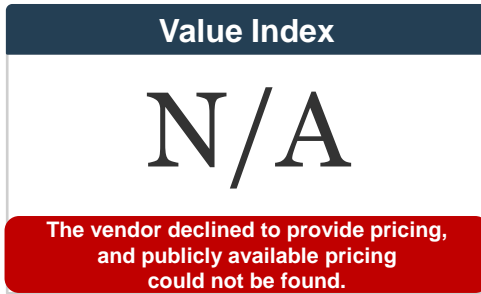 Value Index
N/A
The vendor declined to provide pricing,
and publicly available pricing
could not be found.